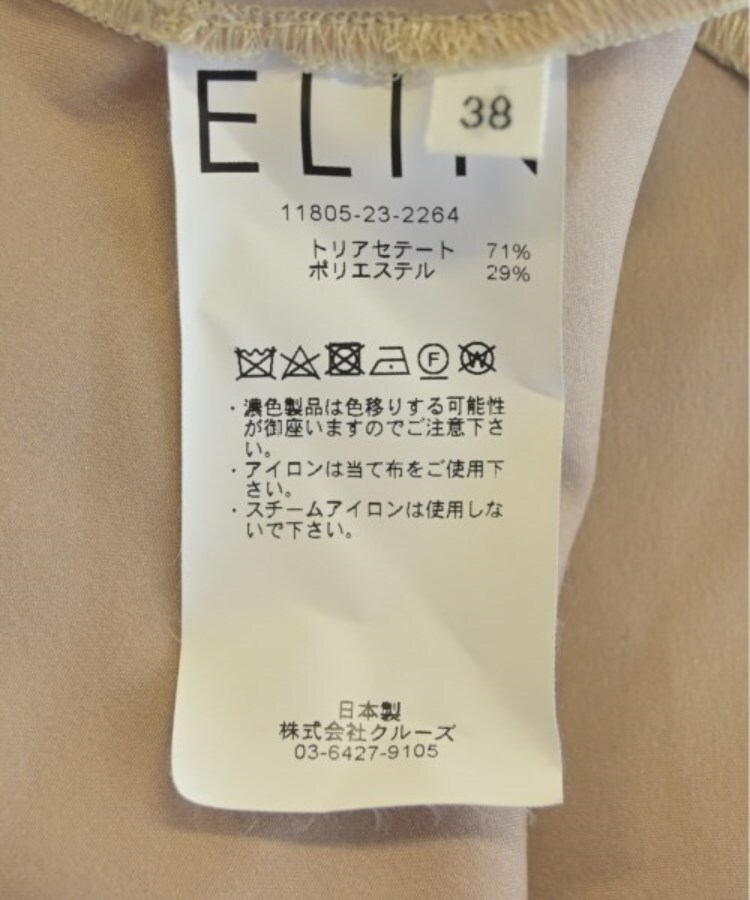 ELIN
38
11805-23-2264
トリアセテート 71%
ポリエステル 29%
F
W
・濃色製品は色移りする可能性
が御座いますのでご注意下さ
い。
・アイロンは当て布をご使用下
さい。
・スチームアイロンは使用しな
いで下さい。
日本製
株式会社クルーズ
03-6427-9105